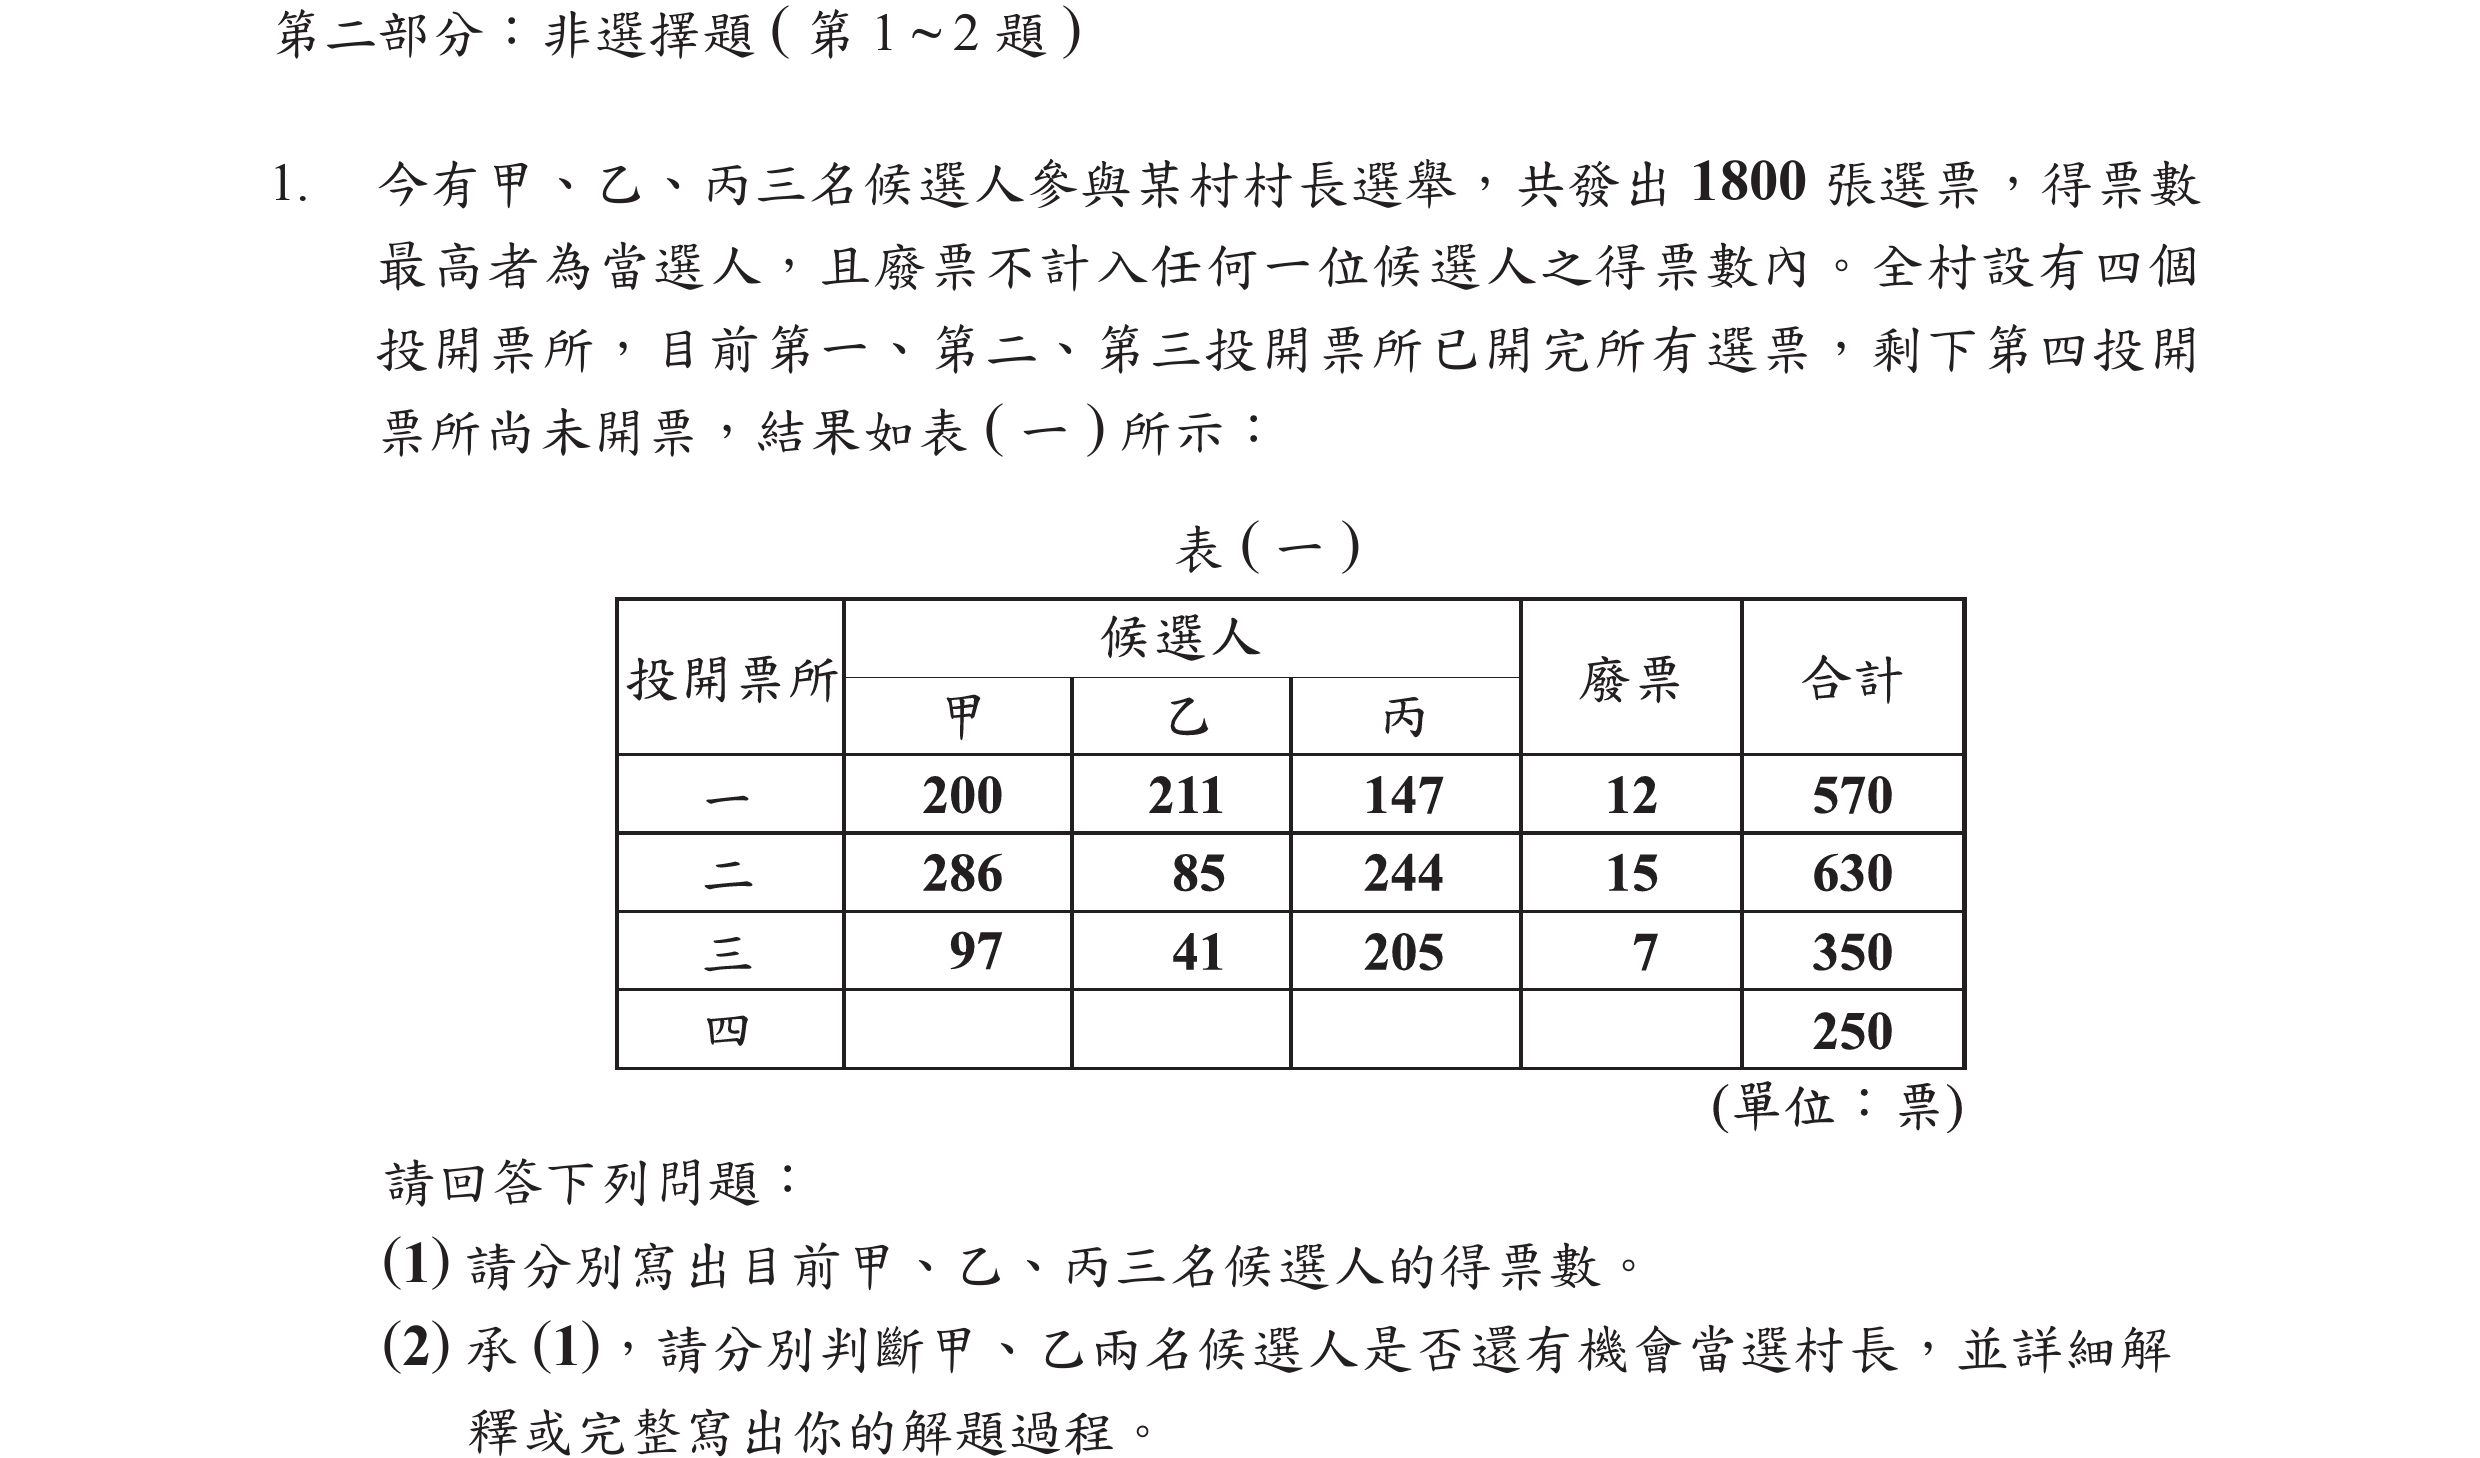 第二部分：非選擇題(第1~2題)
1. 今有甲、乙、丙三名候選人參與某村村長選舉，共發出1800張選票，得票數
最高者為當選人，且廢票不計入任何一位候選人之得票數內。全村設有四個
投開票所，目前第一、第二、第三投開票所已開完所有選票，剩下第四投開
票所尚未開票，結果如表(一)所示：
表(一)
投開票所 候選人 廢票 合計
甲 乙 丙
一 200 211 147 12 570
二 286 85 244 15 630
三 97 41 205 7 350
四 250
(單位：票)
請回答下列問題：
(1) 請分別寫出目前甲、乙、丙三名候選人的得票數。
(2) 承(1)，請分別判斷甲、乙兩名候選人是否還有機會當選村長，並詳細解
釋或完整寫出你的解題過程。